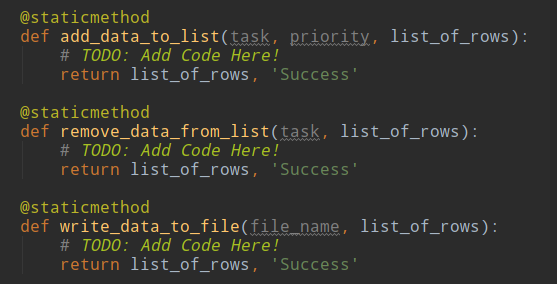 @staticmethod
def add_data_to_list(task, priority, list_of_rows):
# TODO: Add Code Here!
return list_of_rows, 'Success'
@staticmethod
def remove_data_from_list(task, list_of_rows):
# TODO: Add Code Here!
return list_of_rows, 'Success'
@staticmethod
def write_data_to_file(file_name, list_of_rows):
# TODO: Add Code Here!
return list_of_rows, 'Success'